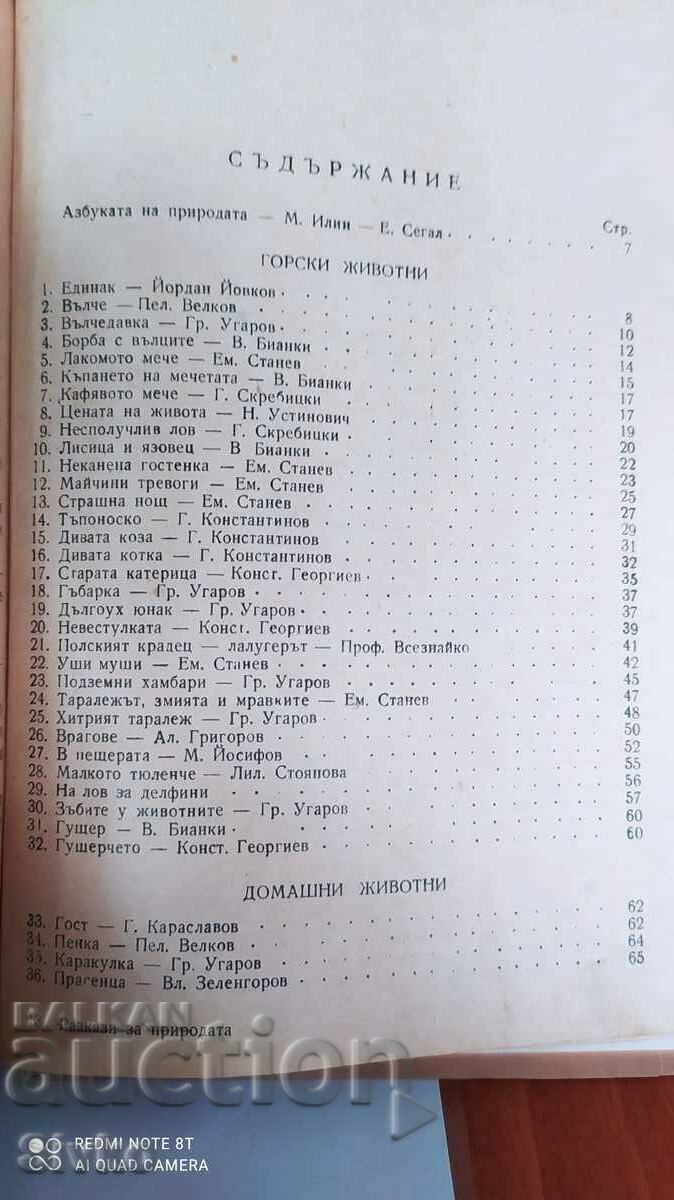 СЪДЪРЖАНИЕ
Стр.
Азбуката на природата — М. Илин — Е. Сегал . . . . . . 7
ГОРСКИ ЖИВОТНИ
1. Единак — Йордан Йовков . . . . . . 8
2. Вълче — Пел. Велков . . . . . . 10
3. Вълчедавка — Гр. Угаров . . . . . . 12
4. Борба с вълците — В. Бианки . . . . . . 14
5. Лакомото мече — Ем. Станев . . . . . . 15
6. Къпането на мечетата — В. Бианки . . . . . . 17
7. Кафявото мече — Г. Скребицки . . . . . . 17
8. Цената на живота — Н. Устинович . . . . . . 19
9. Несполучлив лов — Г. Скребицки . . . . . . 20
10. Лисица и язовец — В Бианки . . . . . . 22
11. Неканена гостенка — Ем. Станев . . . . . . 23
12. Майчини тревоги — Ем. Станев . . . . . . 25
13. Страшна нощ — Ем. Станев . . . . . . 27
14. Тъпоноско — Г. Константинов . . . . . . 29
15. Дивата коза — Г. Константинов . . . . . . 31
16. Дивата котка — Г. Константинов . . . . . . 32
17. Старата катерица — Конст. Георгиев . . . . . . 35
18. Гъбарка — Гр. Угаров . . . . . . 37
19. Дългоух юнак — Гр. Угаров . . . . . . 37
20. Невестулката — Конст. Георгиев . . . . . . 39
21. Полският крадец — лалугерът — Проф. Всезнайко . . . . . . 41
22. Уши муши — Ем. Станев . . . . . . 42
23. Подземни хамбари — Гр. Угаров . . . . . . 45
24. Таралежът, змията и мравките — Ем. Станев . . . . . . 47
25. Хитрият таралеж — Гр. Угаров . . . . . . 48
26. Врагове — Ал. Григоров . . . . . . 50
27. В пещерата — М. Йосифов . . . . . . 52
28. Малкото тюленче — Лил. Стоянова . . . . . . 55
29. На лов за делфини . . . . . . 56
30. Зъбите у животните — Гр. Угаров . . . . . . 57
31. Гущер — В. Бианки . . . . . . 60
32. Гущерчето — Конст. Георгиев . . . . . . 60
ДОМАШНИ ЖИВОТНИ
33. Гост — Г. Караславов . . . . . . 62
34. Пенка — Пел. Велков . . . . . . 62
35. Каракулка — Гр. Угаров . . . . . . 64
36. Прасенца — Вл. Зеленгоров . . . . . . 65
Разкази за природата
BALKAN
auction
REDMI NOTE 8T
AI QUAD CAMERA